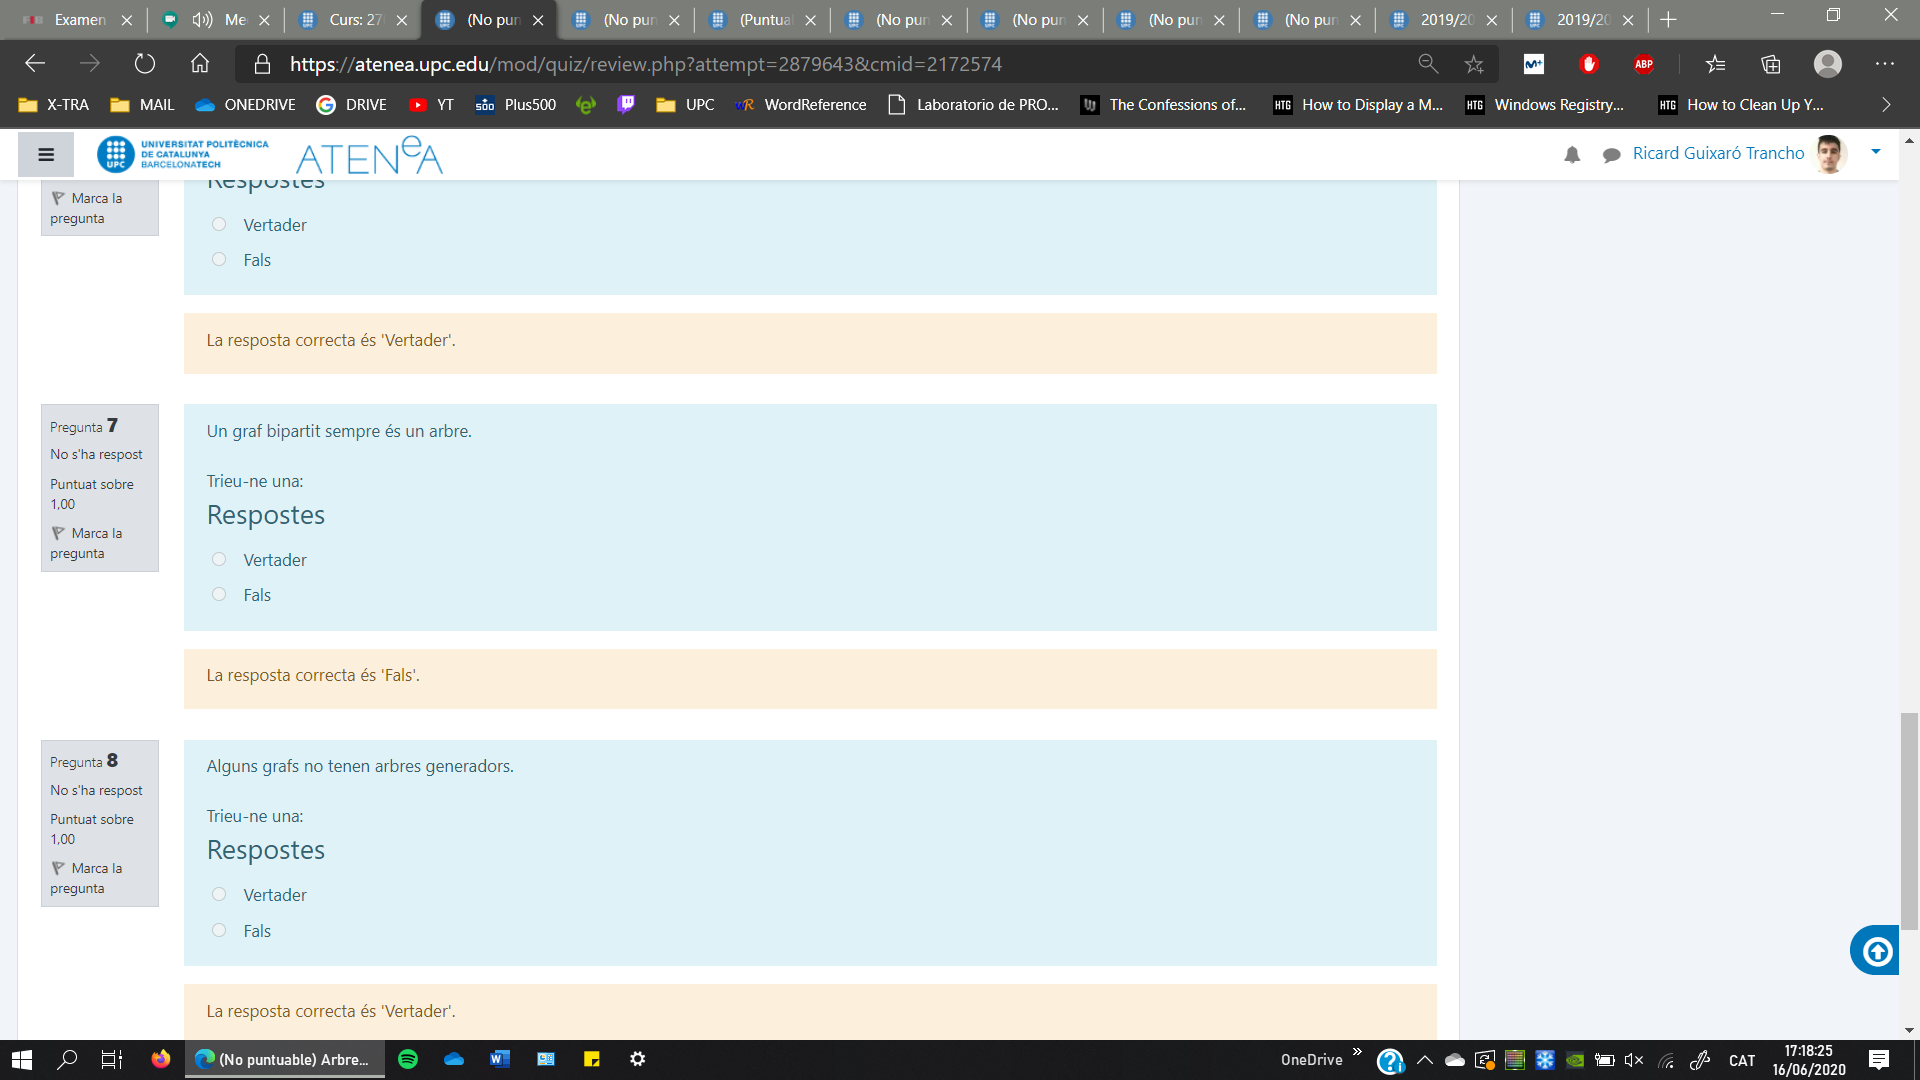 Examen
Me
Curs: 27
(No pun
(No pun
(Puntual
(No pun
(No pun
(No pun
(No pun
2019/20
2019/20
https://atenea.upc.edu/mod/quiz/review.php?attempt=2879643&cmid=2172574
ABP
X-TRA
MAIL
ONEDRIVE
DRIVE
YT
Plus500
UPC
WordReference
Laboratorio de PRO...
The Confessions of...
HTG How to Display a M...
HTG Windows Registry...
HTG How to Clean Up Y...
UPC
UNIVERSITAT POLITÈCNICA
DE CATALUNYA
BARCELONATECH
ATENeA
Ricard Guixaró Trancho
Respostes
Marca la
pregunta
Vertader
Fals
La resposta correcta és 'Vertader'.
Pregunta 7
No s'ha respost
Puntuat sobre
1,00
Marca la
pregunta
Un graf bipartit sempre és un arbre.
Trieu-ne una:
Respostes
Vertader
Fals
La resposta correcta és 'Fals'.
Pregunta 8
No s'ha respost
Puntuat sobre
1,00
Marca la
pregunta
Alguns grafs no tenen arbres generadors.
Trieu-ne una:
Respostes
Vertader
Fals
La resposta correcta és 'Vertader'.
(No puntuable) Arbre...
OneDrive
CAT
17:18:25
16/06/2020